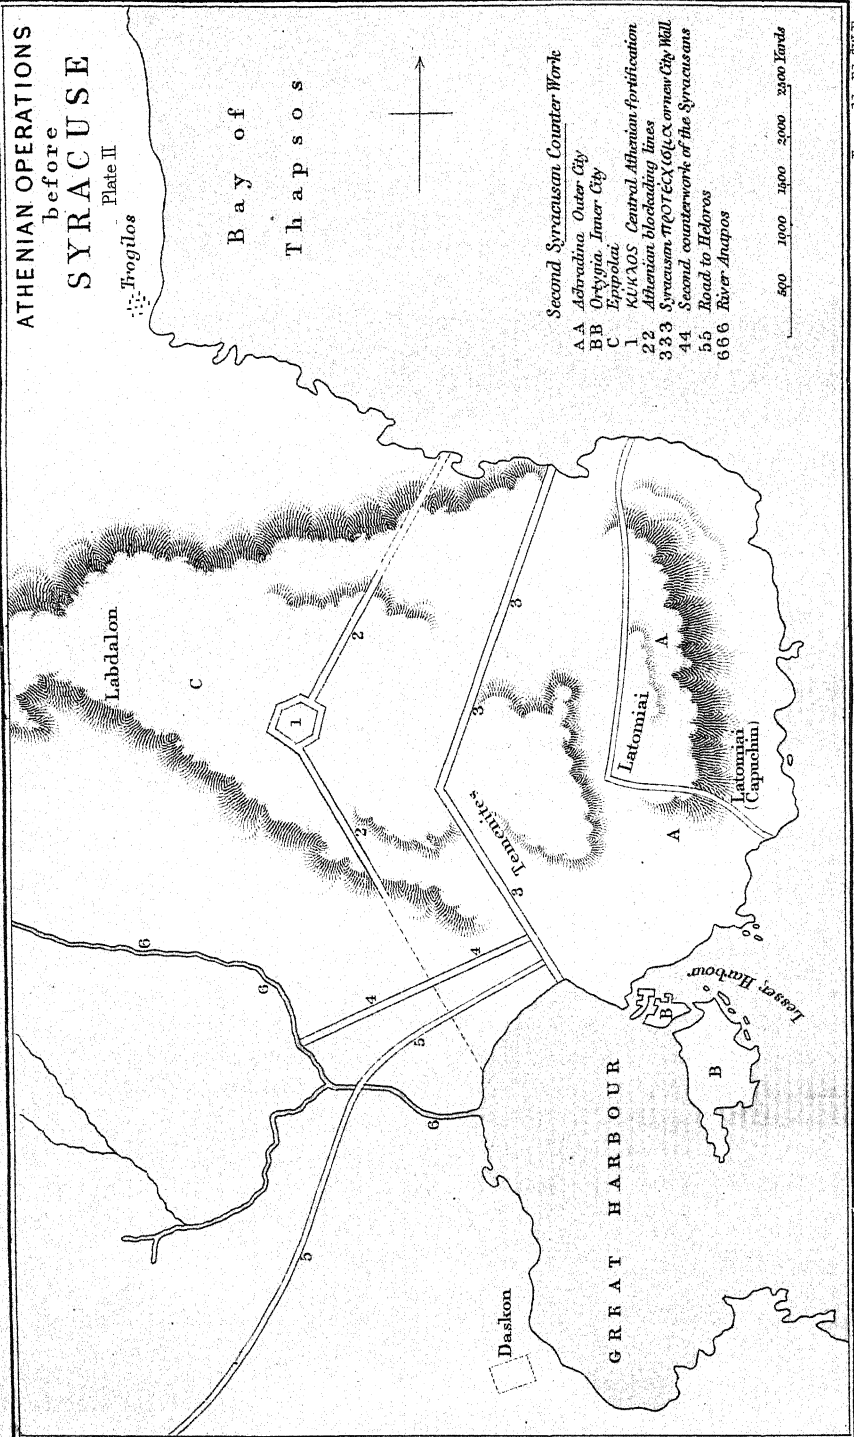 ATHENIAN OPERATIONS
before
SYRACUSE
Plate II
Trogilos
Bay of
Thapsos
Labdalon
C
1
2
2
3
3
3
Temenites
Latomiai
A
Latomiai
(Capuchin)
A
4
4
5
5
6
6
6
Lesser Harbour
B
B
GREAT HARBOUR
Daskon
Second Syracusan Counter Work
AA Achradina Outer City
BB Ortygia Inner City
C Epipolai
1 ΚUΚΛΟS Central Athenian fortification
22 Athenian blockading lines
333 Syracusan or new City Wall
44 Second counterwork of the Syracusans
55 Road to Heloros
666 River Anapos
500 1000 1500 2000 2500 Yards